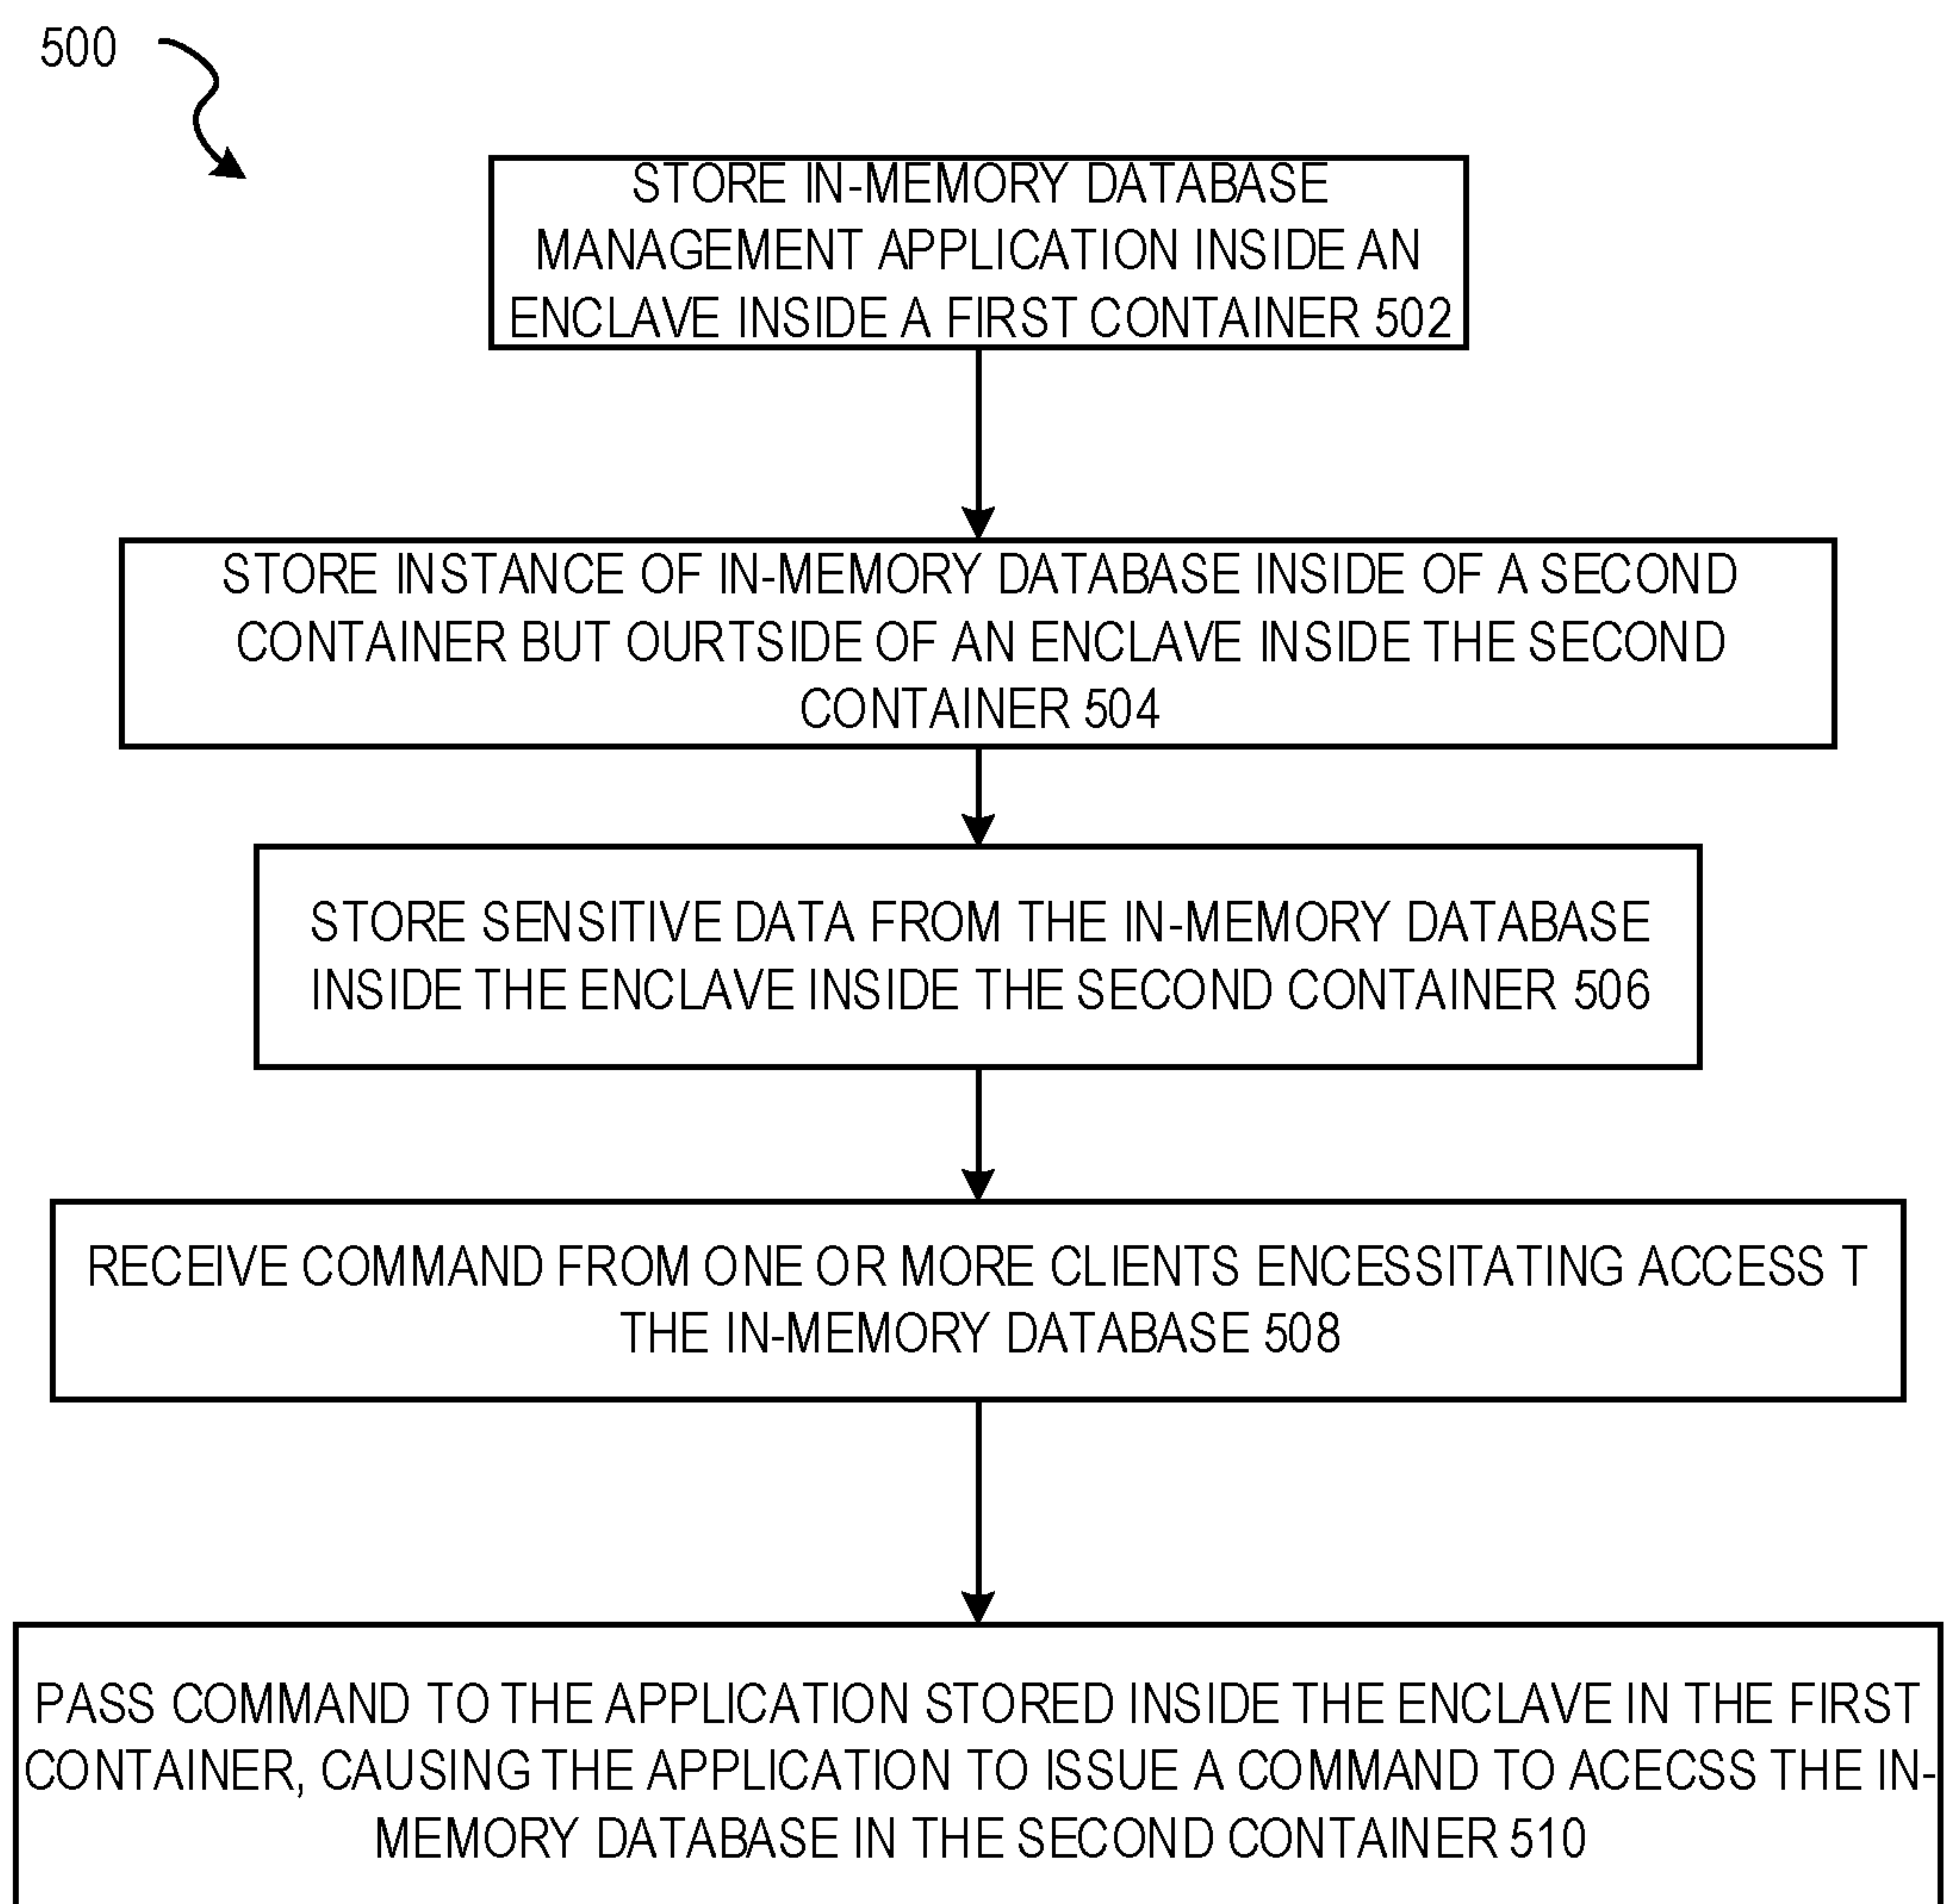 500
STORE IN-MEMORY DATABASE
MANAGEMENT APPLICATION INSIDE AN
ENCLAVE INSIDE A FIRST CONTAINER 502
STORE INSTANCE OF IN-MEMORY DATABASE INSIDE OF A SECOND
CONTAINER BUT OURTSIDE OF AN ENCLAVE INSIDE THE SECOND
CONTAINER 504
STORE SENSITIVE DATA FROM THE IN-MEMORY DATABASE
INSIDE THE ENCLAVE INSIDE THE SECOND CONTAINER 506
RECEIVE COMMAND FROM ONE OR MORE CLIENTS ENCESSITATING ACCESS T
THE IN-MEMORY DATABASE 508
PASS COMMAND TO THE APPLICATION STORED INSIDE THE ENCLAVE IN THE FIRST
CONTAINER, CAUSING THE APPLICATION TO ISSUE A COMMAND TO ACECSS THE IN-
MEMORY DATABASE IN THE SECOND CONTAINER 510